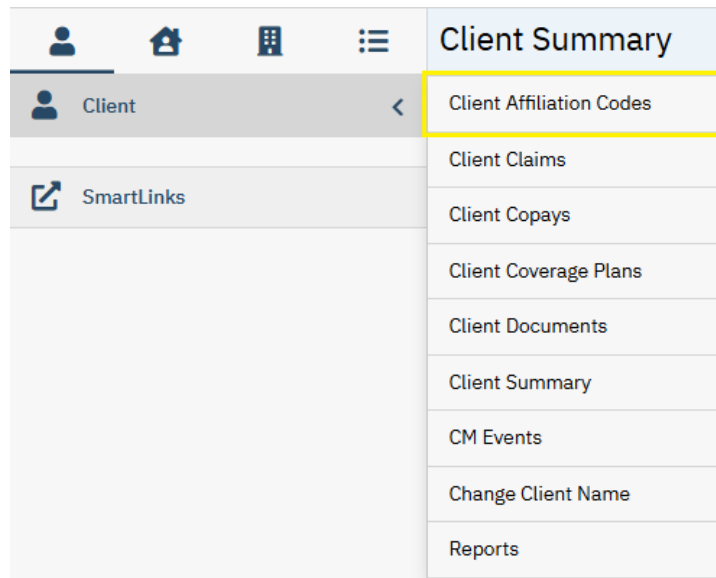 Client Summary
Client
SmartLinks
Client Affiliation Codes
Client Claims
Client Copays
Client Coverage Plans
Client Documents
Client Summary
CM Events
Change Client Name
Reports